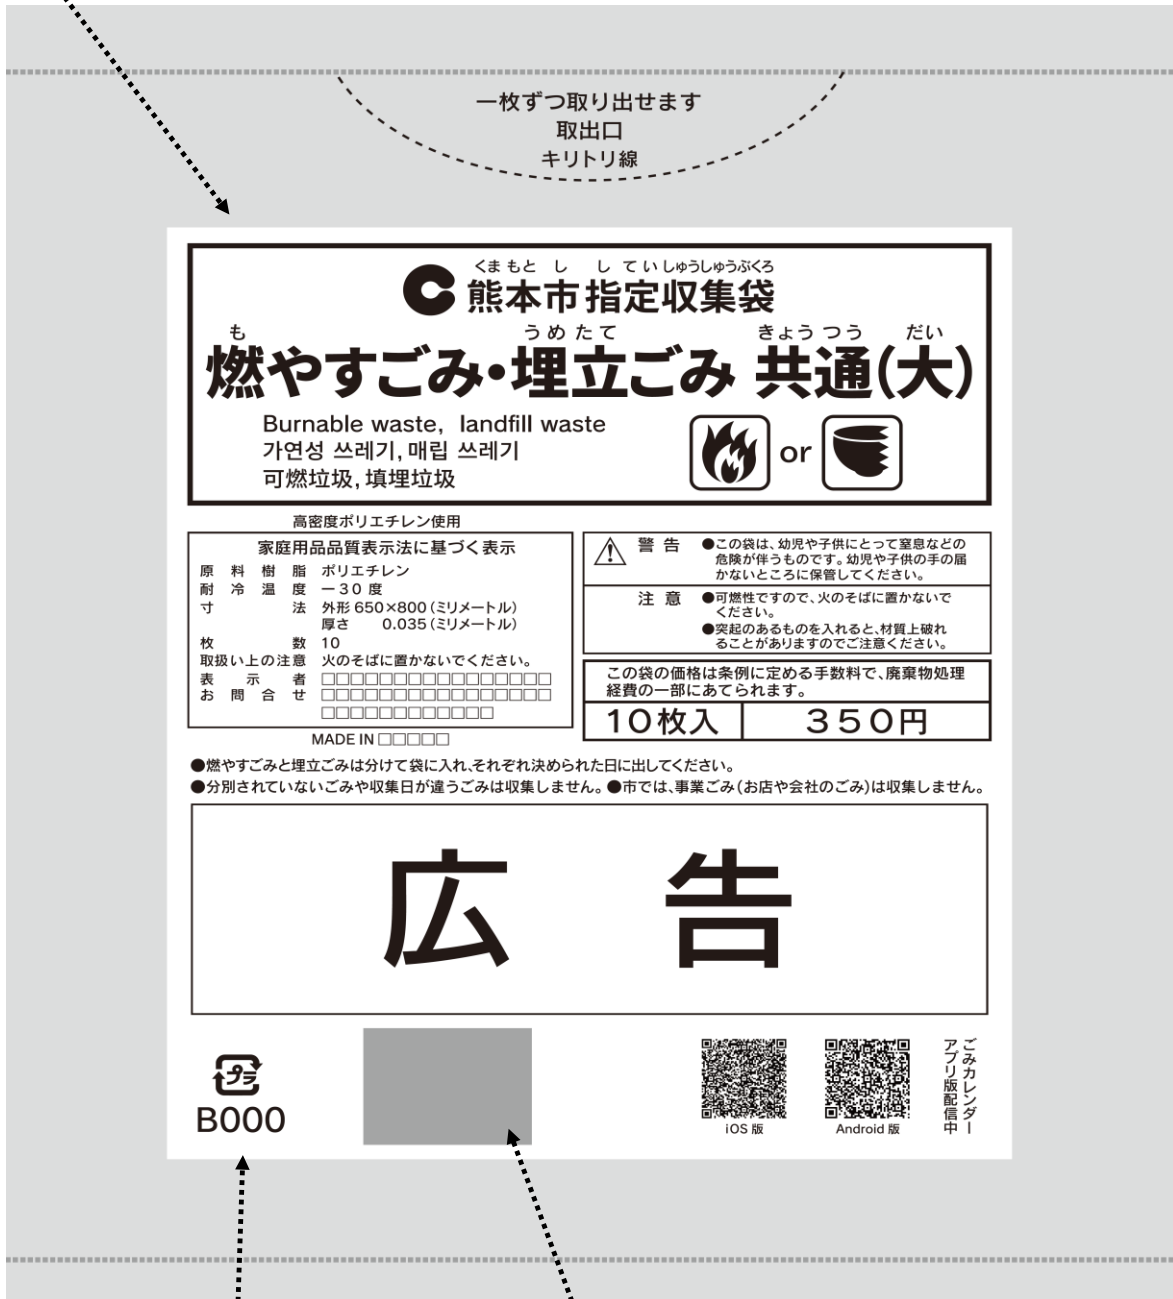 一枚ずつ取り出せます
取出口
キリトリ線
くまもとし していしゅうしゅうぶくろ
熊本市指定収集袋
も うめたて きょうつう だい
燃やすごみ・埋立ごみ 共通(大)
Burnable waste, landfill waste
가연성 쓰레기, 매립 쓰레기
可燃垃圾, 填埋垃圾
or
高密度ポリエチレン使用
家庭用品品質表示法に基づく表示
原料樹脂 ポリエチレン
耐冷温度 －30度
寸法 外形 650×800(ミリメートル)
厚さ 0.035(ミリメートル)
枚数 10
取扱い上の注意 火のそばに置かないでください。
表示者 □□□□□□□□□□□□□□□□
お問合せ □□□□□□□□□□□□□□□□
□□□□□□□□□□□□
MADE IN □□□□□
警告 ●この袋は、幼児や子供にとって窒息などの
危険が伴うものです。幼児や子供の手の届
かないところに保管してください。
注意 ●可燃性ですので、火のそばに置かないで
ください。
●突起のあるものを入れると、材質上破れ
ることがありますのでご注意ください。
この袋の価格は条例に定める手数料で、廃棄物処理
経費の一部にあてられます。
10枚入 350円
●燃やすごみと埋立ごみは分けて袋に入れ、それぞれ決められた日に出してください。
●分別されていないごみや収集日が違うごみは収集しません。●市では、事業ごみ(お店や会社のごみ)は収集しません。
広告
プラ
B000
iOS 版
Android 版
ごみカレンダー
アプリ版配信中